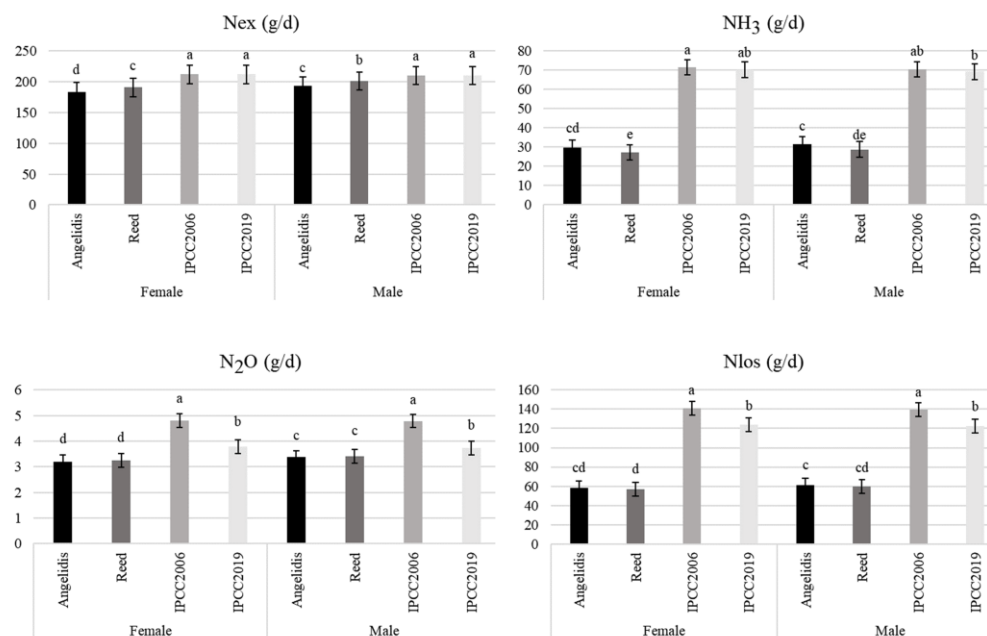 Nex (g/d)
250
200
150
100
50
0
d
c
a
a
c
b
a
a
Angelidis
Reed
IPCC2006
IPCC2019
Angelidis
Reed
IPCC2006
IPCC2019
Female
Male
NH3 (g/d)
80
70
60
50
40
30
20
10
0
cd
e
a
ab
c
de
ab
b
Angelidis
Reed
IPCC2006
IPCC2019
Angelidis
Reed
IPCC2006
IPCC2019
Female
Male
N2O (g/d)
6
5
4
3
2
1
0
d
d
a
b
c
c
a
b
Angelidis
Reed
IPCC2006
IPCC2019
Angelidis
Reed
IPCC2006
IPCC2019
Female
Male
Nlos (g/d)
160
140
120
100
80
60
40
20
0
cd
d
a
b
c
cd
a
b
Angelidis
Reed
IPCC2006
IPCC2019
Angelidis
Reed
IPCC2006
IPCC2019
Female
Male